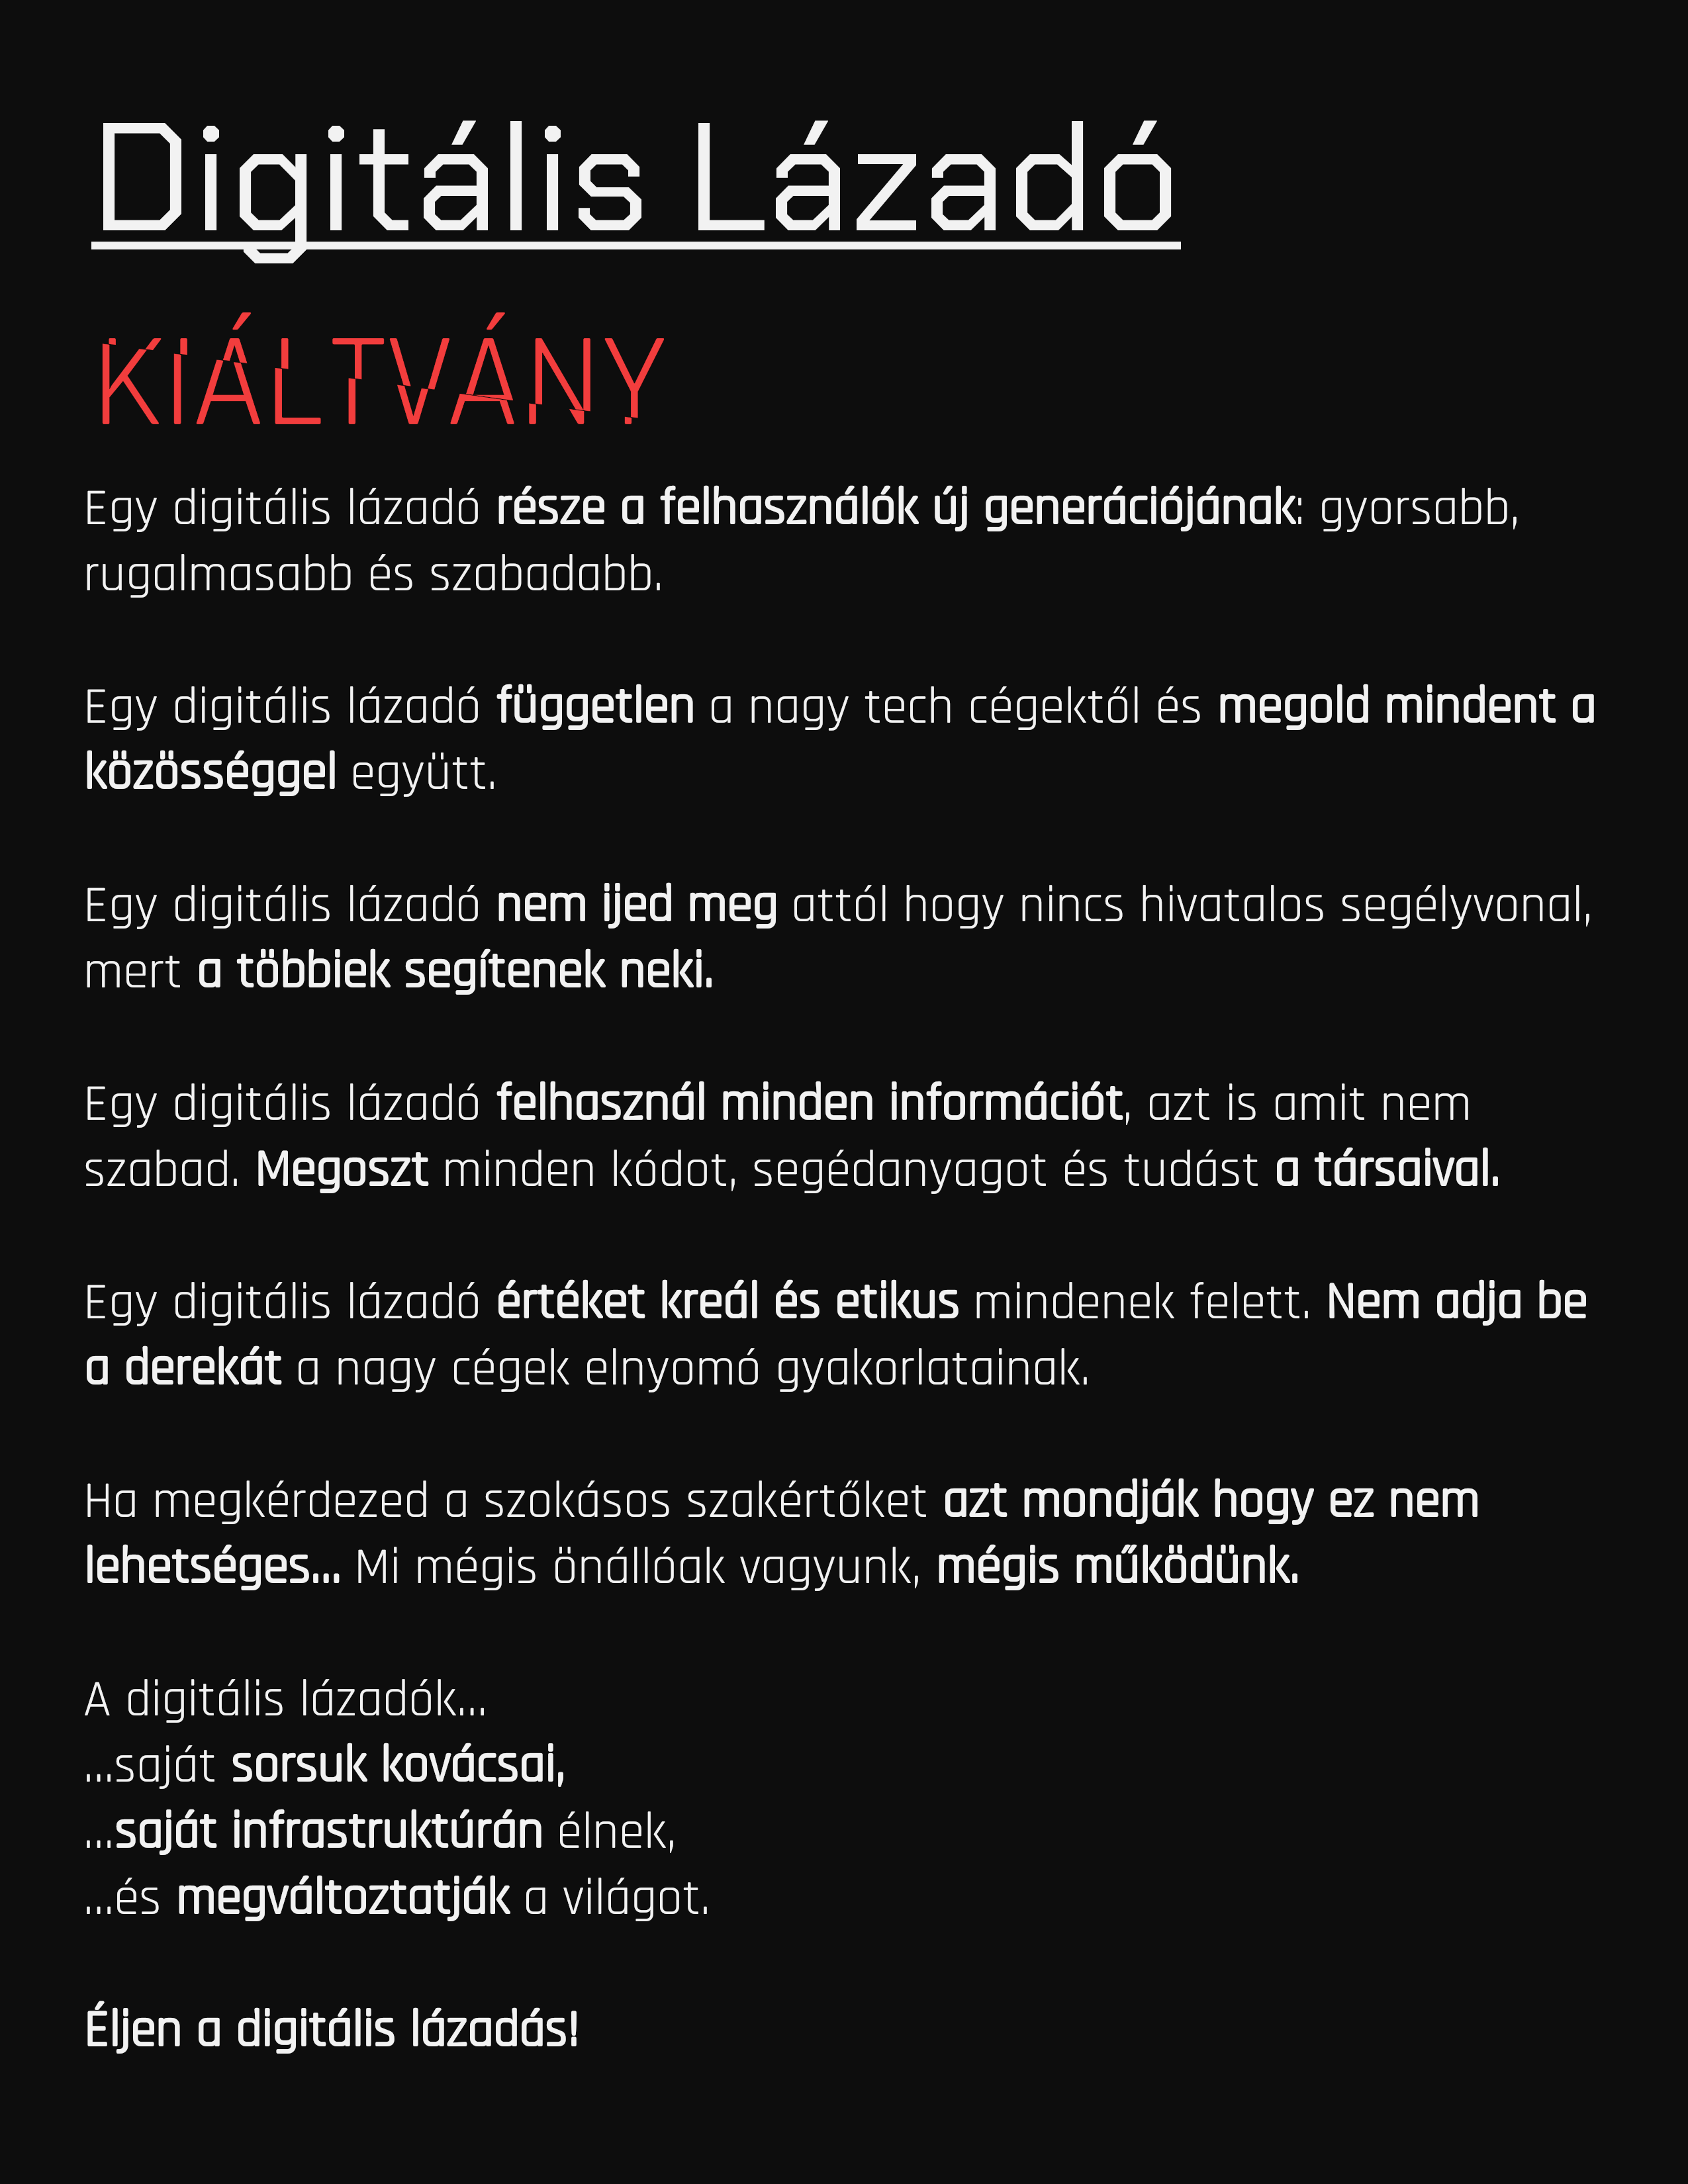 Digitális Lázadó
KIÁLTVÁNY
Egy digitális lázadó része a felhasználók új generációjának: gyorsabb,
rugalmasabb és szabadabb.
Egy digitális lázadó független a nagy tech cégektől és megold mindent a
közösséggel együtt.
Egy digitális lázadó nem ijed meg attól hogy nincs hivatalos segélyvonal,
mert a többiek segítenek neki.
Egy digitális lázadó felhasznál minden információt, azt is amit nem
szabad. Megoszt minden kódot, segédanyagot és tudást a társaival.
Egy digitális lázadó értéket kreál és etikus mindenek felett. Nem adja be
a derekát a nagy cégek elnyomó gyakorlatainak.
Ha megkérdezed a szokásos szakértőket azt mondják hogy ez nem
lehetséges... Mi mégis önállóak vagyunk, mégis működünk.
A digitális lázadók...
...saját sorsuk kovácsai,
...saját infrastruktúrán élnek,
...és megváltoztatják a világot.
Éljen a digitális lázadás!